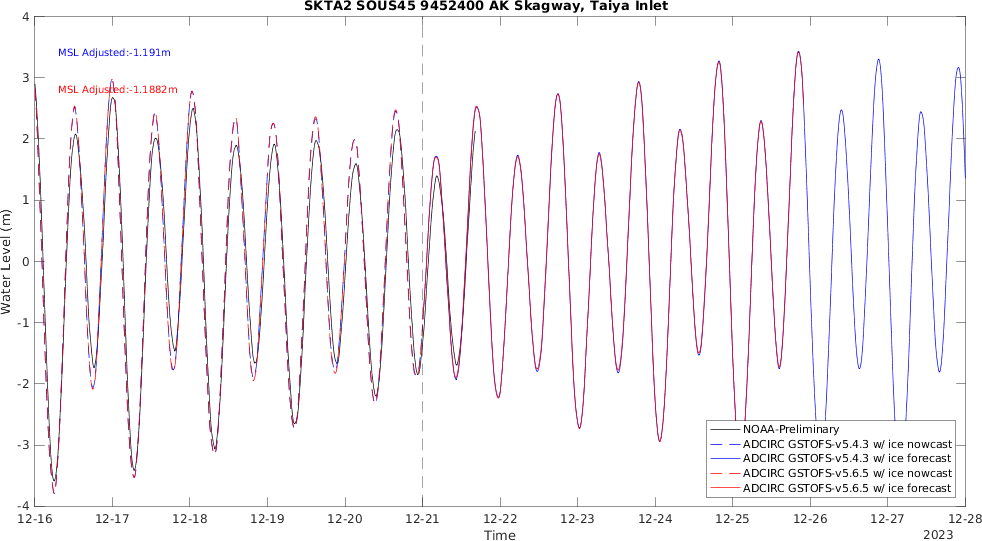 SKTA2 SOUS45 9452400 AK Skagway, Taiya Inlet
MSL Adjusted:-1.191m
MSL Adjusted:-1.1882m
Water Level (m)
4
3
2
1
0
-1
-2
-3
-4
NOAA-Preliminary
ADCIRC GSTOFS-v5.4.3 w/ ice nowcast
ADCIRC GSTOFS-v5.4.3 w/ ice forecast
ADCIRC GSTOFS-v5.6.5 w/ ice nowcast
ADCIRC GSTOFS-v5.6.5 w/ ice forecast
12-16 12-17 12-18 12-19 12-20 12-21 12-22 12-23 12-24 12-25 12-26 12-27 12-28
Time
2023